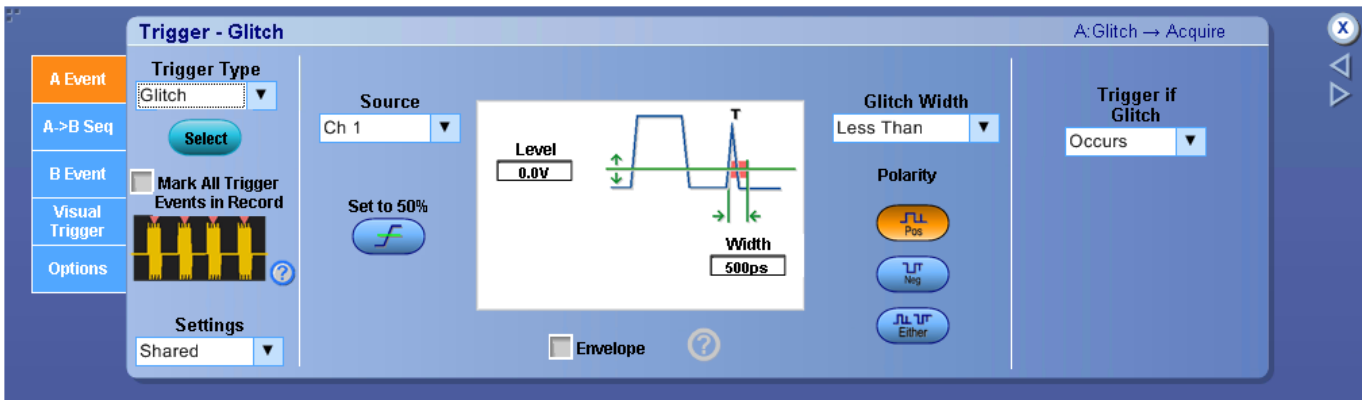 Trigger - Glitch
A:Glitch → Acquire
X
A Event
A->B Seq
B Event
Visual
Trigger
Options
Trigger Type
Glitch
Select
Mark All Trigger
Events in Record
?
Settings
Shared
Source
Ch 1
Set to 50%
Level
0.0V
T
Width
500ps
Envelope
?
Glitch Width
Less Than
Polarity
Pos
Neg
Either
Trigger if
Glitch
Occurs